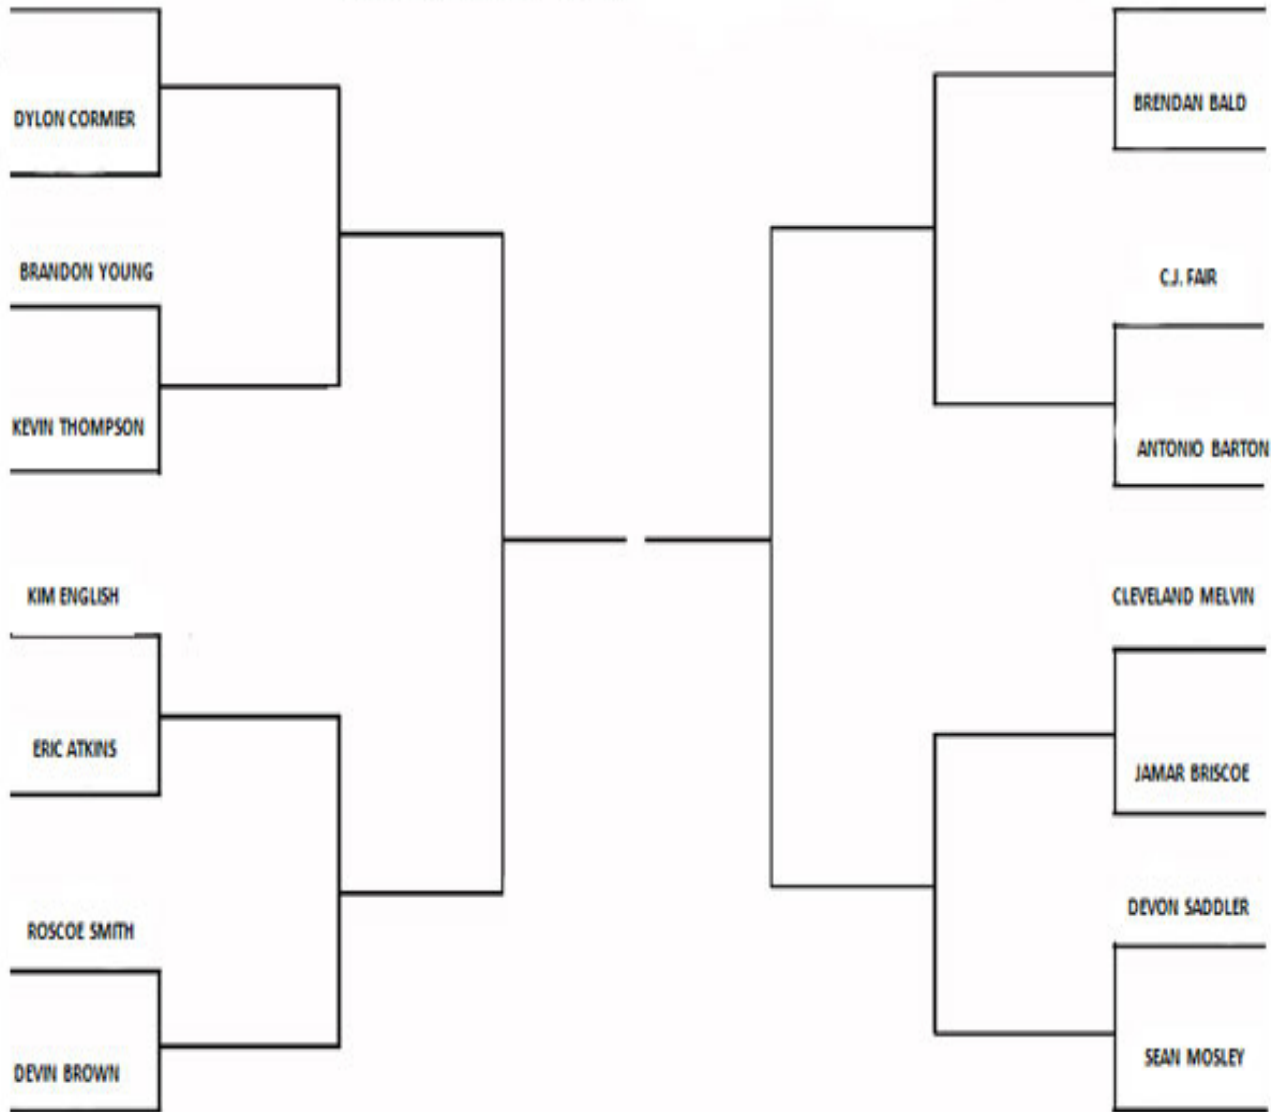 DYLON CORMIER
BRANDON YOUNG
KEVIN THOMPSON
KIM ENGLISH
ERIC ATKINS
ROSCOE SMITH
DEVIN BROWN
BRENDAN BALD
C.J. FAIR
ANTONIO BARTON
CLEVELAND MELVIN
JAMAR BRISCOE
DEVON SADDLER
SEAN MOSLEY